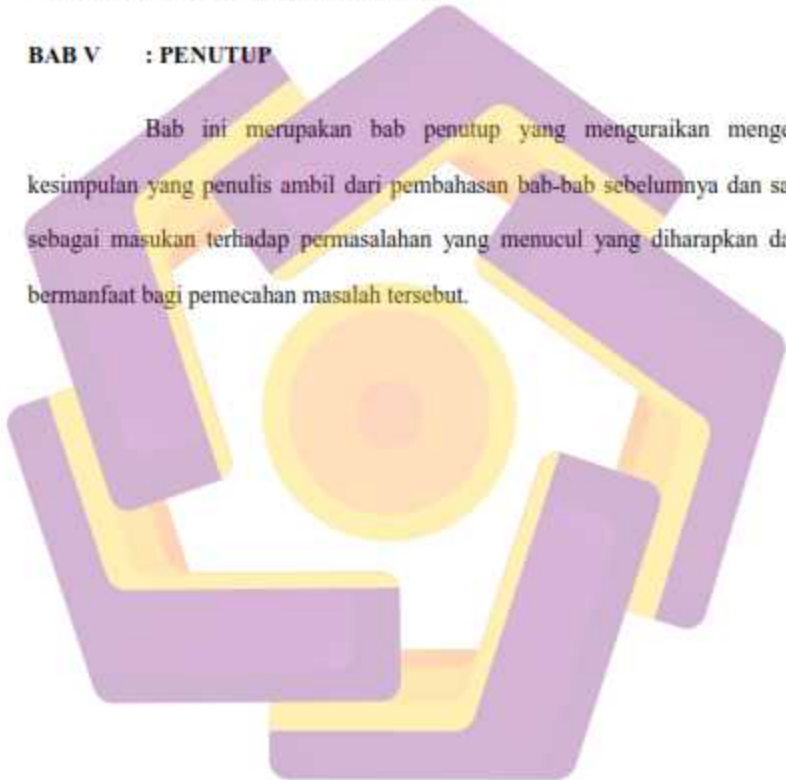 BAB V : PENUTUP
Bab ini merupakan bab penutup yang menguraikan menge
kesimpulan yang penulis ambil dari pembahasan bab-bab sebelumnya dan sa
sebagai masukan terhadap permasalahan yang menucul yang diharapkan da
bermanfaat bagi pemecahan masalah tersebut.